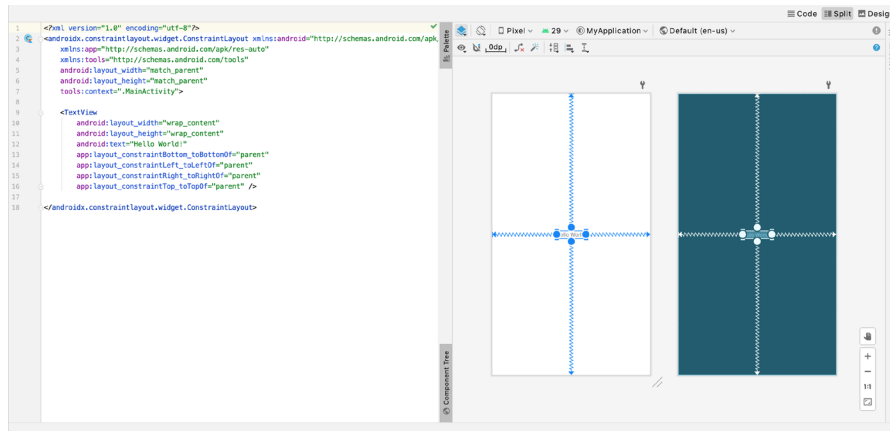 Code Split Desig
Palette
Pixel 29 MyApplication Default (en-us)
0dp
1 <?xml version="1.0" encoding="utf-8"?>
2 <androidx.constraintlayout.widget.ConstraintLayout xmlns:android="http://schemas.android.com/apk
3 xmlns:app="http://schemas.android.com/apk/res-auto"
4 xmlns:tools="http://schemas.android.com/tools"
5 android:layout_width="match_parent"
6 android:layout_height="match_parent"
7 tools:context=".MainActivity">
8
9 <TextView
10 android:layout_width="wrap_content"
11 android:layout_height="wrap_content"
12 android:text="Hello World!"
13 app:layout_constraintBottom_toBottomOf="parent"
14 app:layout_constraintLeft_toLeftOf="parent"
15 app:layout_constraintRight_toRightOf="parent"
16 app:layout_constraintTop_toTopOf="parent" />
17
18 </androidx.constraintlayout.widget.ConstraintLayout>
Component Tree
1:1